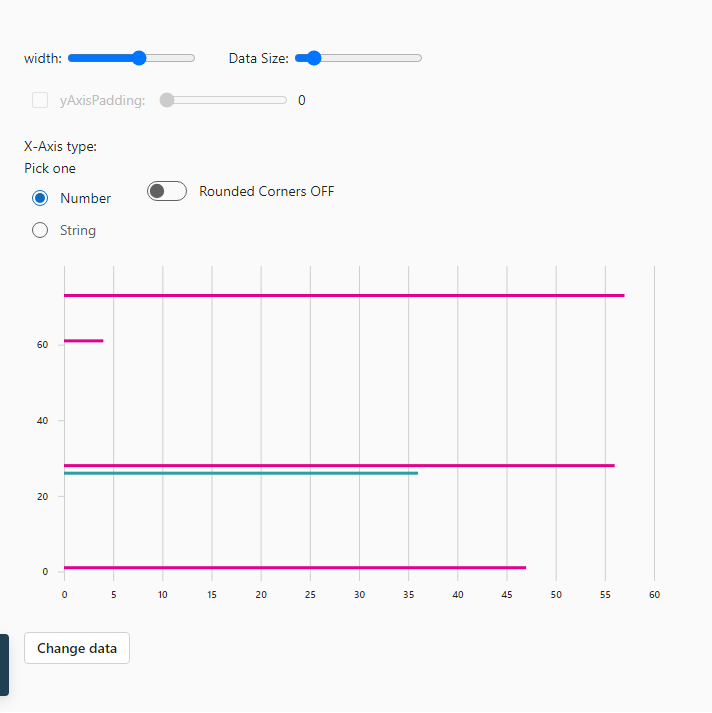 width: Data Size:
yAxisPadding: 0
X-Axis type:
Pick one
Number Rounded Corners OFF
String
60
40
20
0
0 5 10 15 20 25 30 35 40 45 50 55 60
Change data